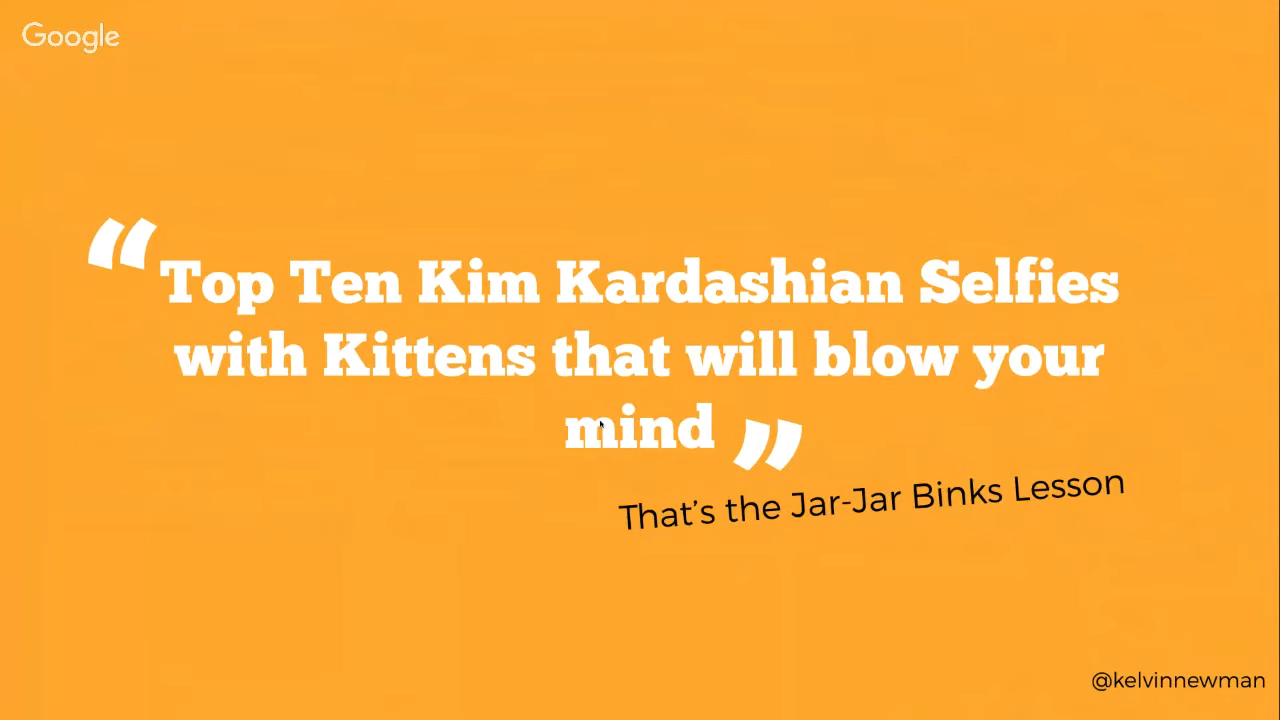 Google
“Top Ten Kim Kardashian Selfies
with Kittens that will blow your
mind”
That’s the Jar-Jar Binks Lesson
@kelvinnewman